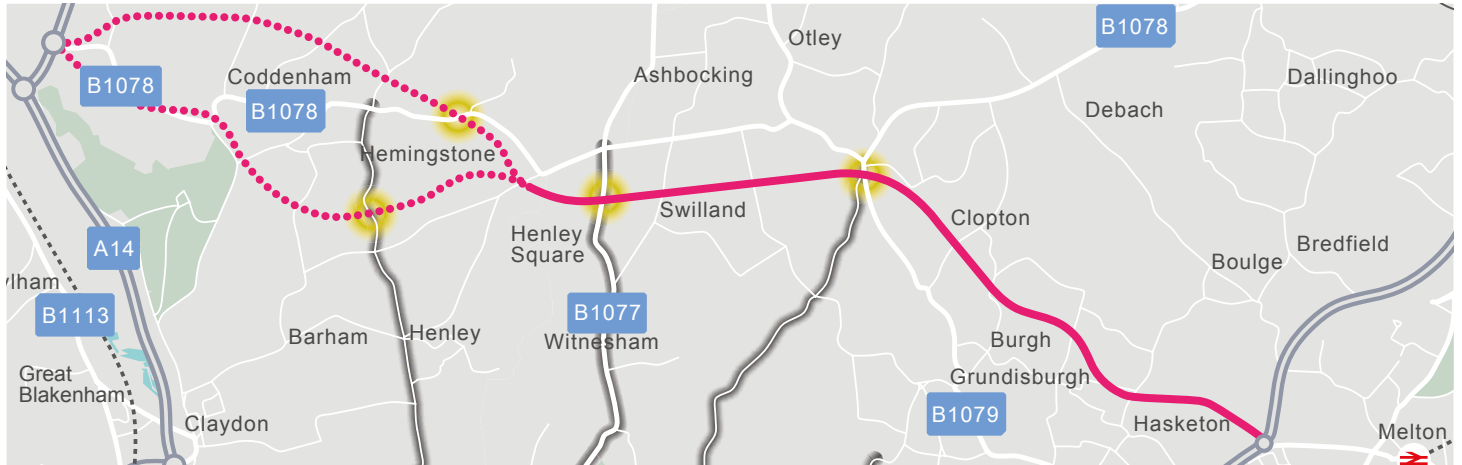 Otley
B1078
Ashbocking
Coddenham
B1078
B1078
Dallinghoo
Debach
Hemingstone
Swilland
Clopton
Henley
Square
Bredfield
A14
Boulge
ylham
B1113
B1077
Barham
Henley
Witnesham
Burgh
Great
Blakenham
Grundisburgh
B1079
Claydon
Hasketon
Melton